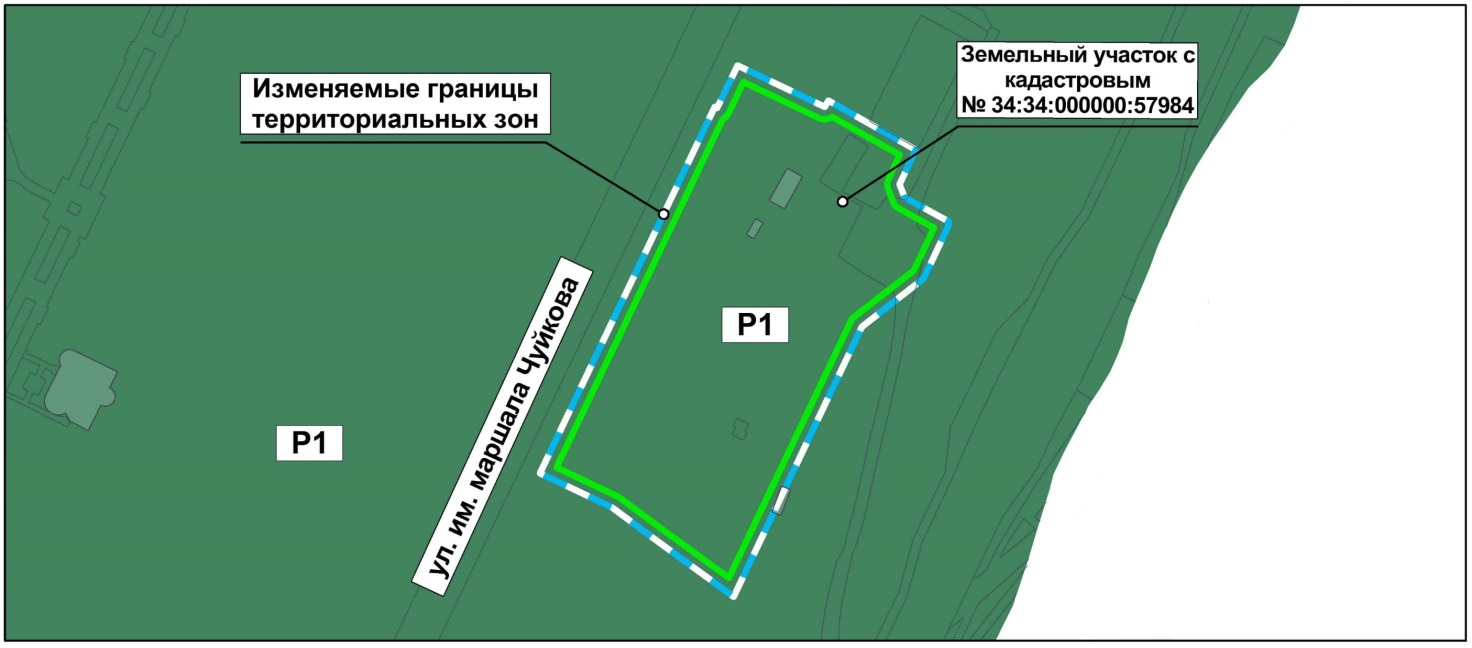 Изменяемые границы
территориальных зон
Земельный участок с
кадастровым
№ 34:34:000000:57984
Р1
Р1
ул. им. маршала Чуйкова